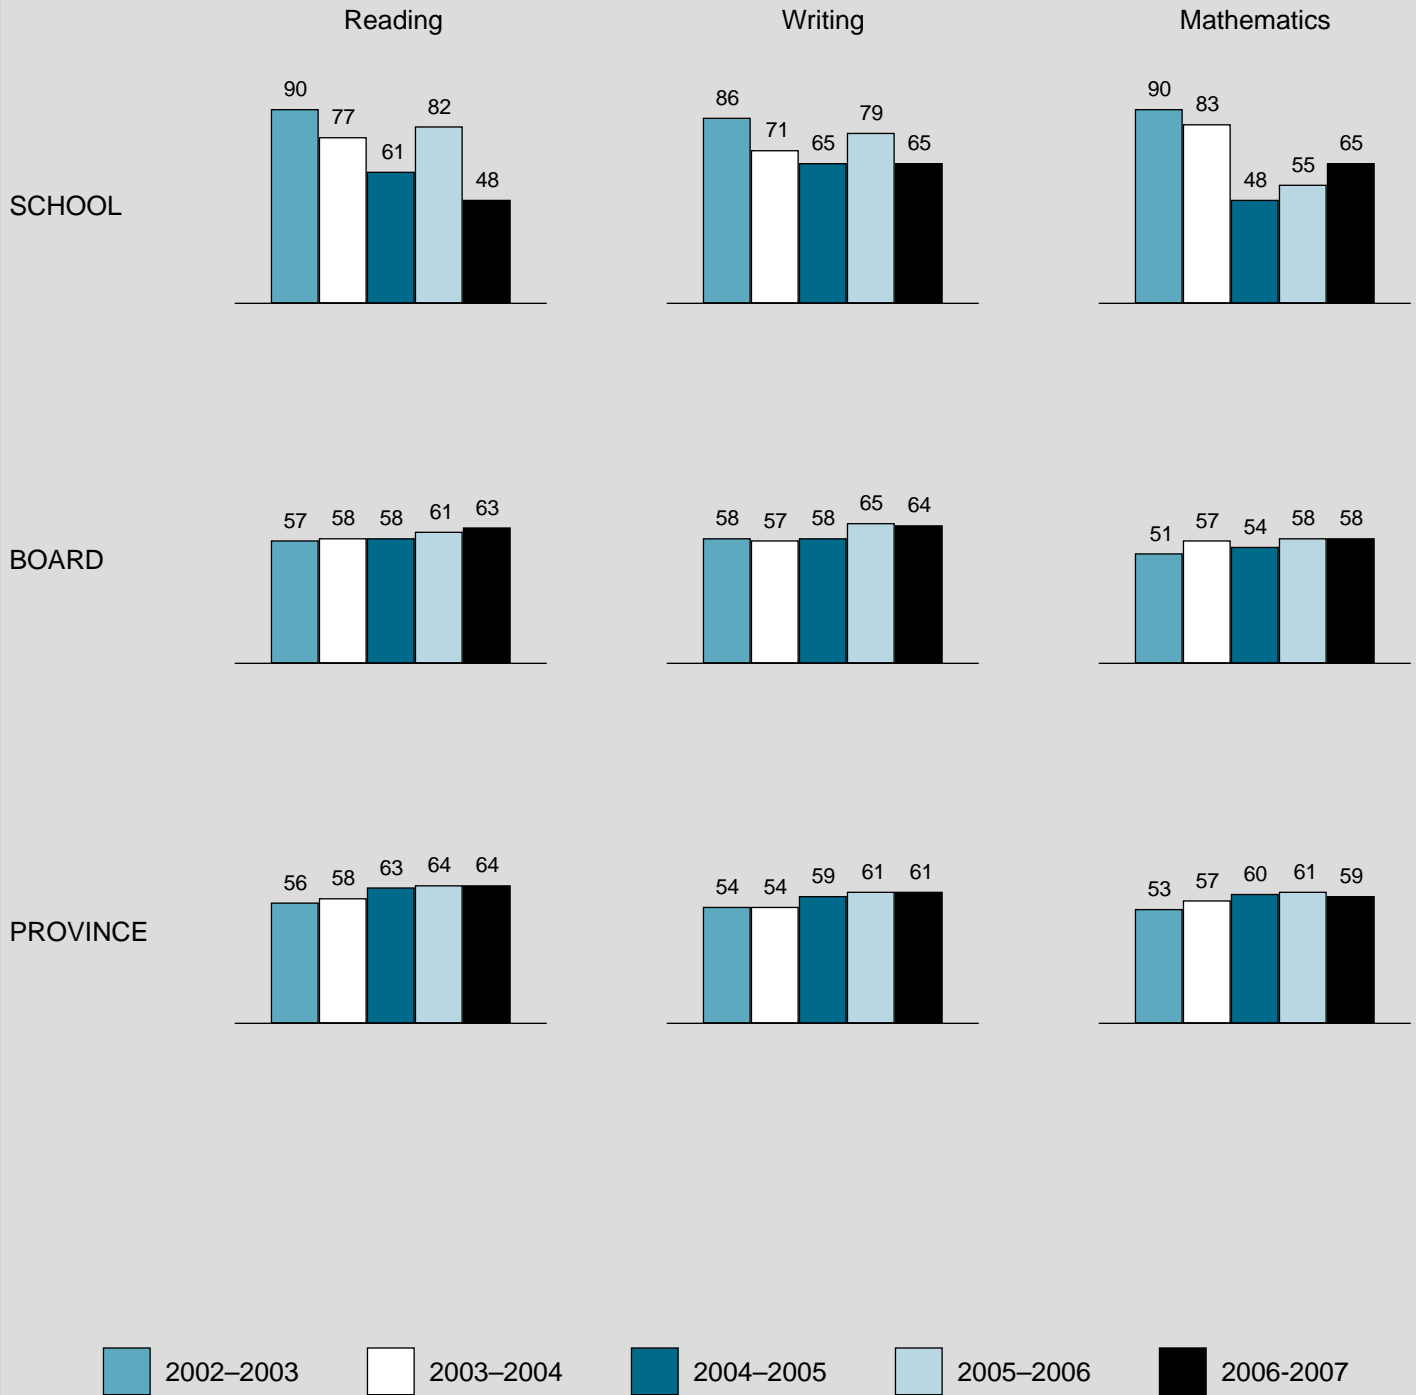 Reading Writing Mathematics
SCHOOL
90 77 61 82 48
86 71 65 79 65
90 83 48 55 65
BOARD
57 58 58 61 63
58 57 58 65 64
51 57 54 58 58
PROVINCE
56 58 63 64 64
54 54 59 61 61
53 57 60 61 59
2002–2003 2003–2004 2004–2005 2005–2006 2006-2007